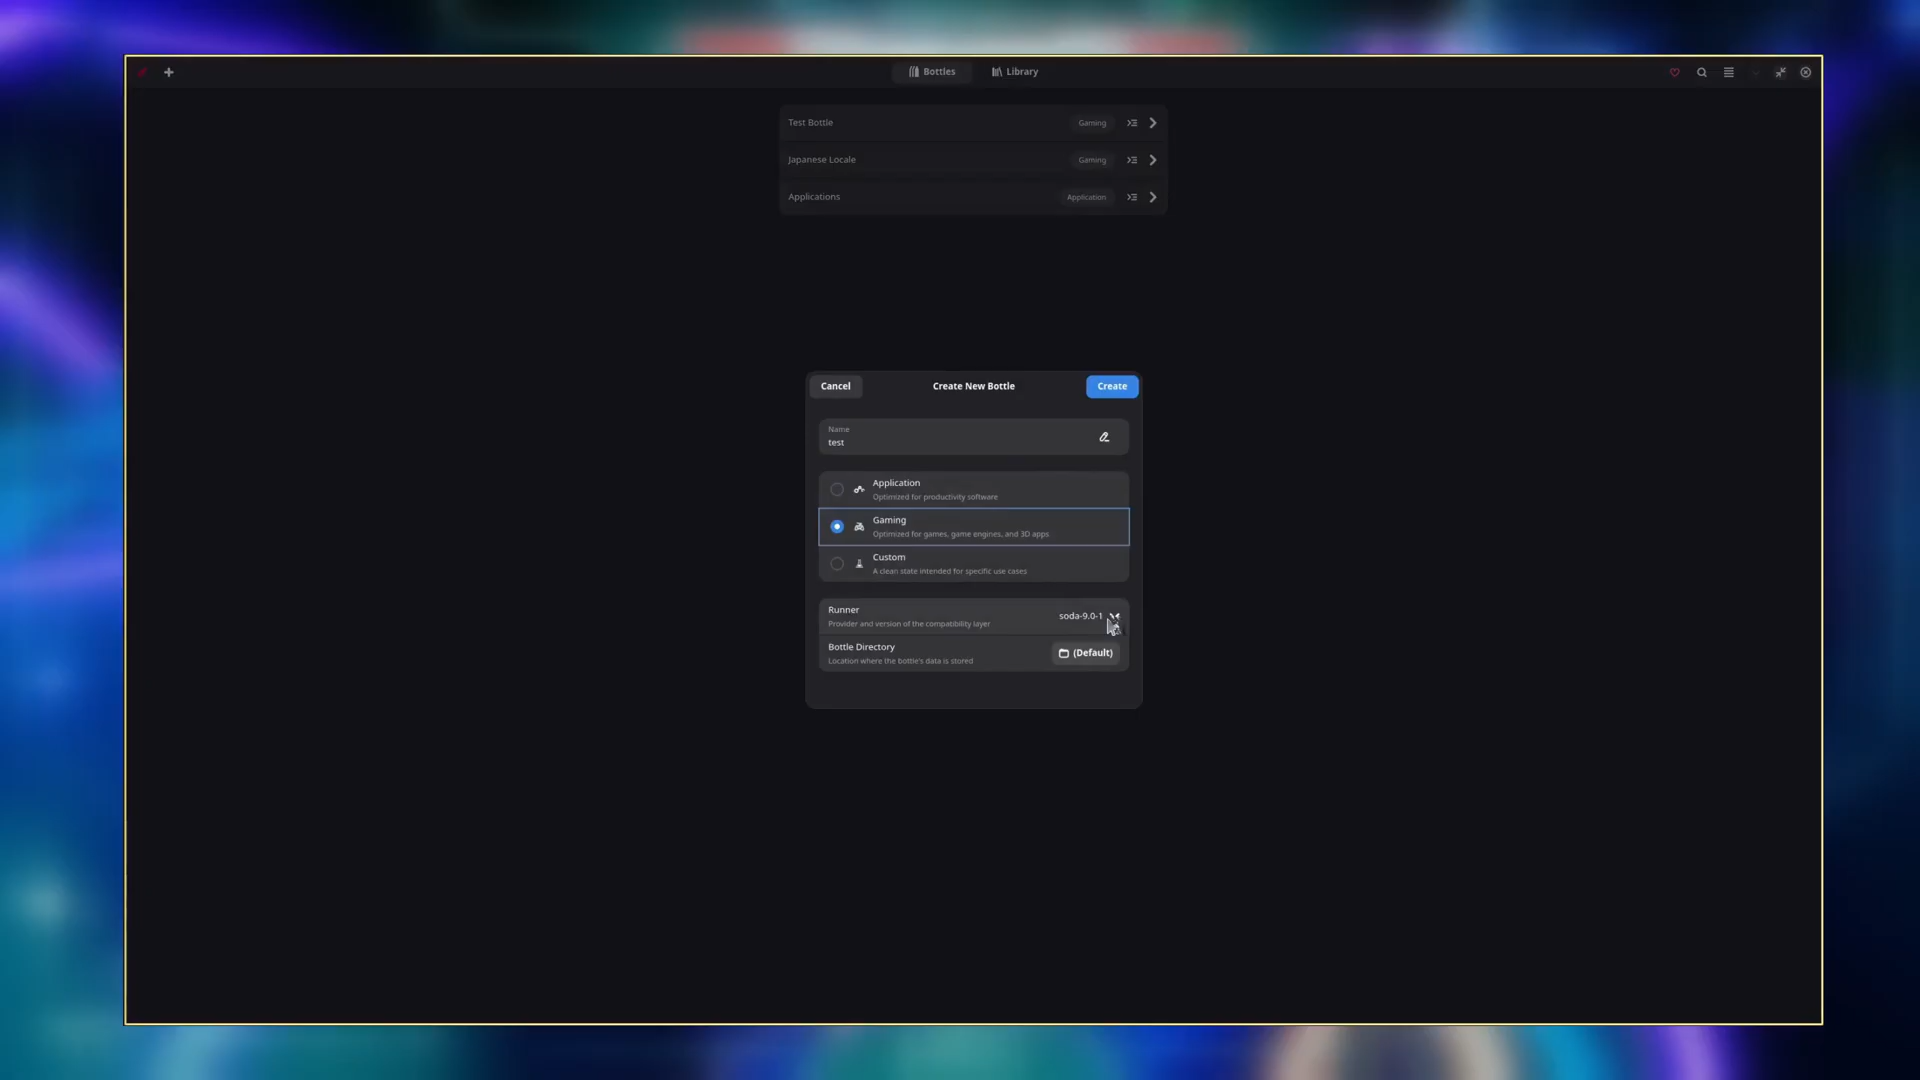 Bottles
Library
Test Bottle
Gaming
Japanese Locale
Gaming
Applications
Application
Cancel
Create New Bottle
Create
Name
test
Application
Optimized for productivity software
Gaming
Optimized for games, game engines, and 3D apps
Custom
A clean state intended for specific use cases
Runner
soda-9.0-1
Provider and version of the compatibility layer
Bottle Directory
(Default)
Location where the bottle's data is stored